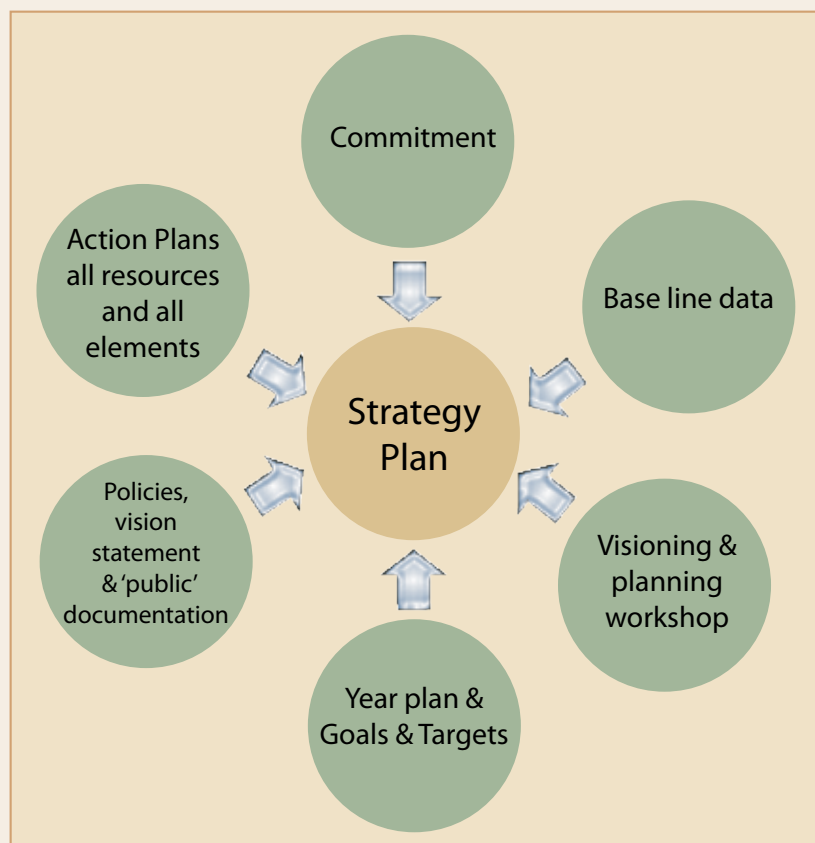 Commitment
Action Plans
all resources
and all
elements
Base line data
Strategy
Plan
Policies,
vision
statement
& ‘public’
documentation
Visioning &
planning
workshop
Year plan &
Goals & Targets